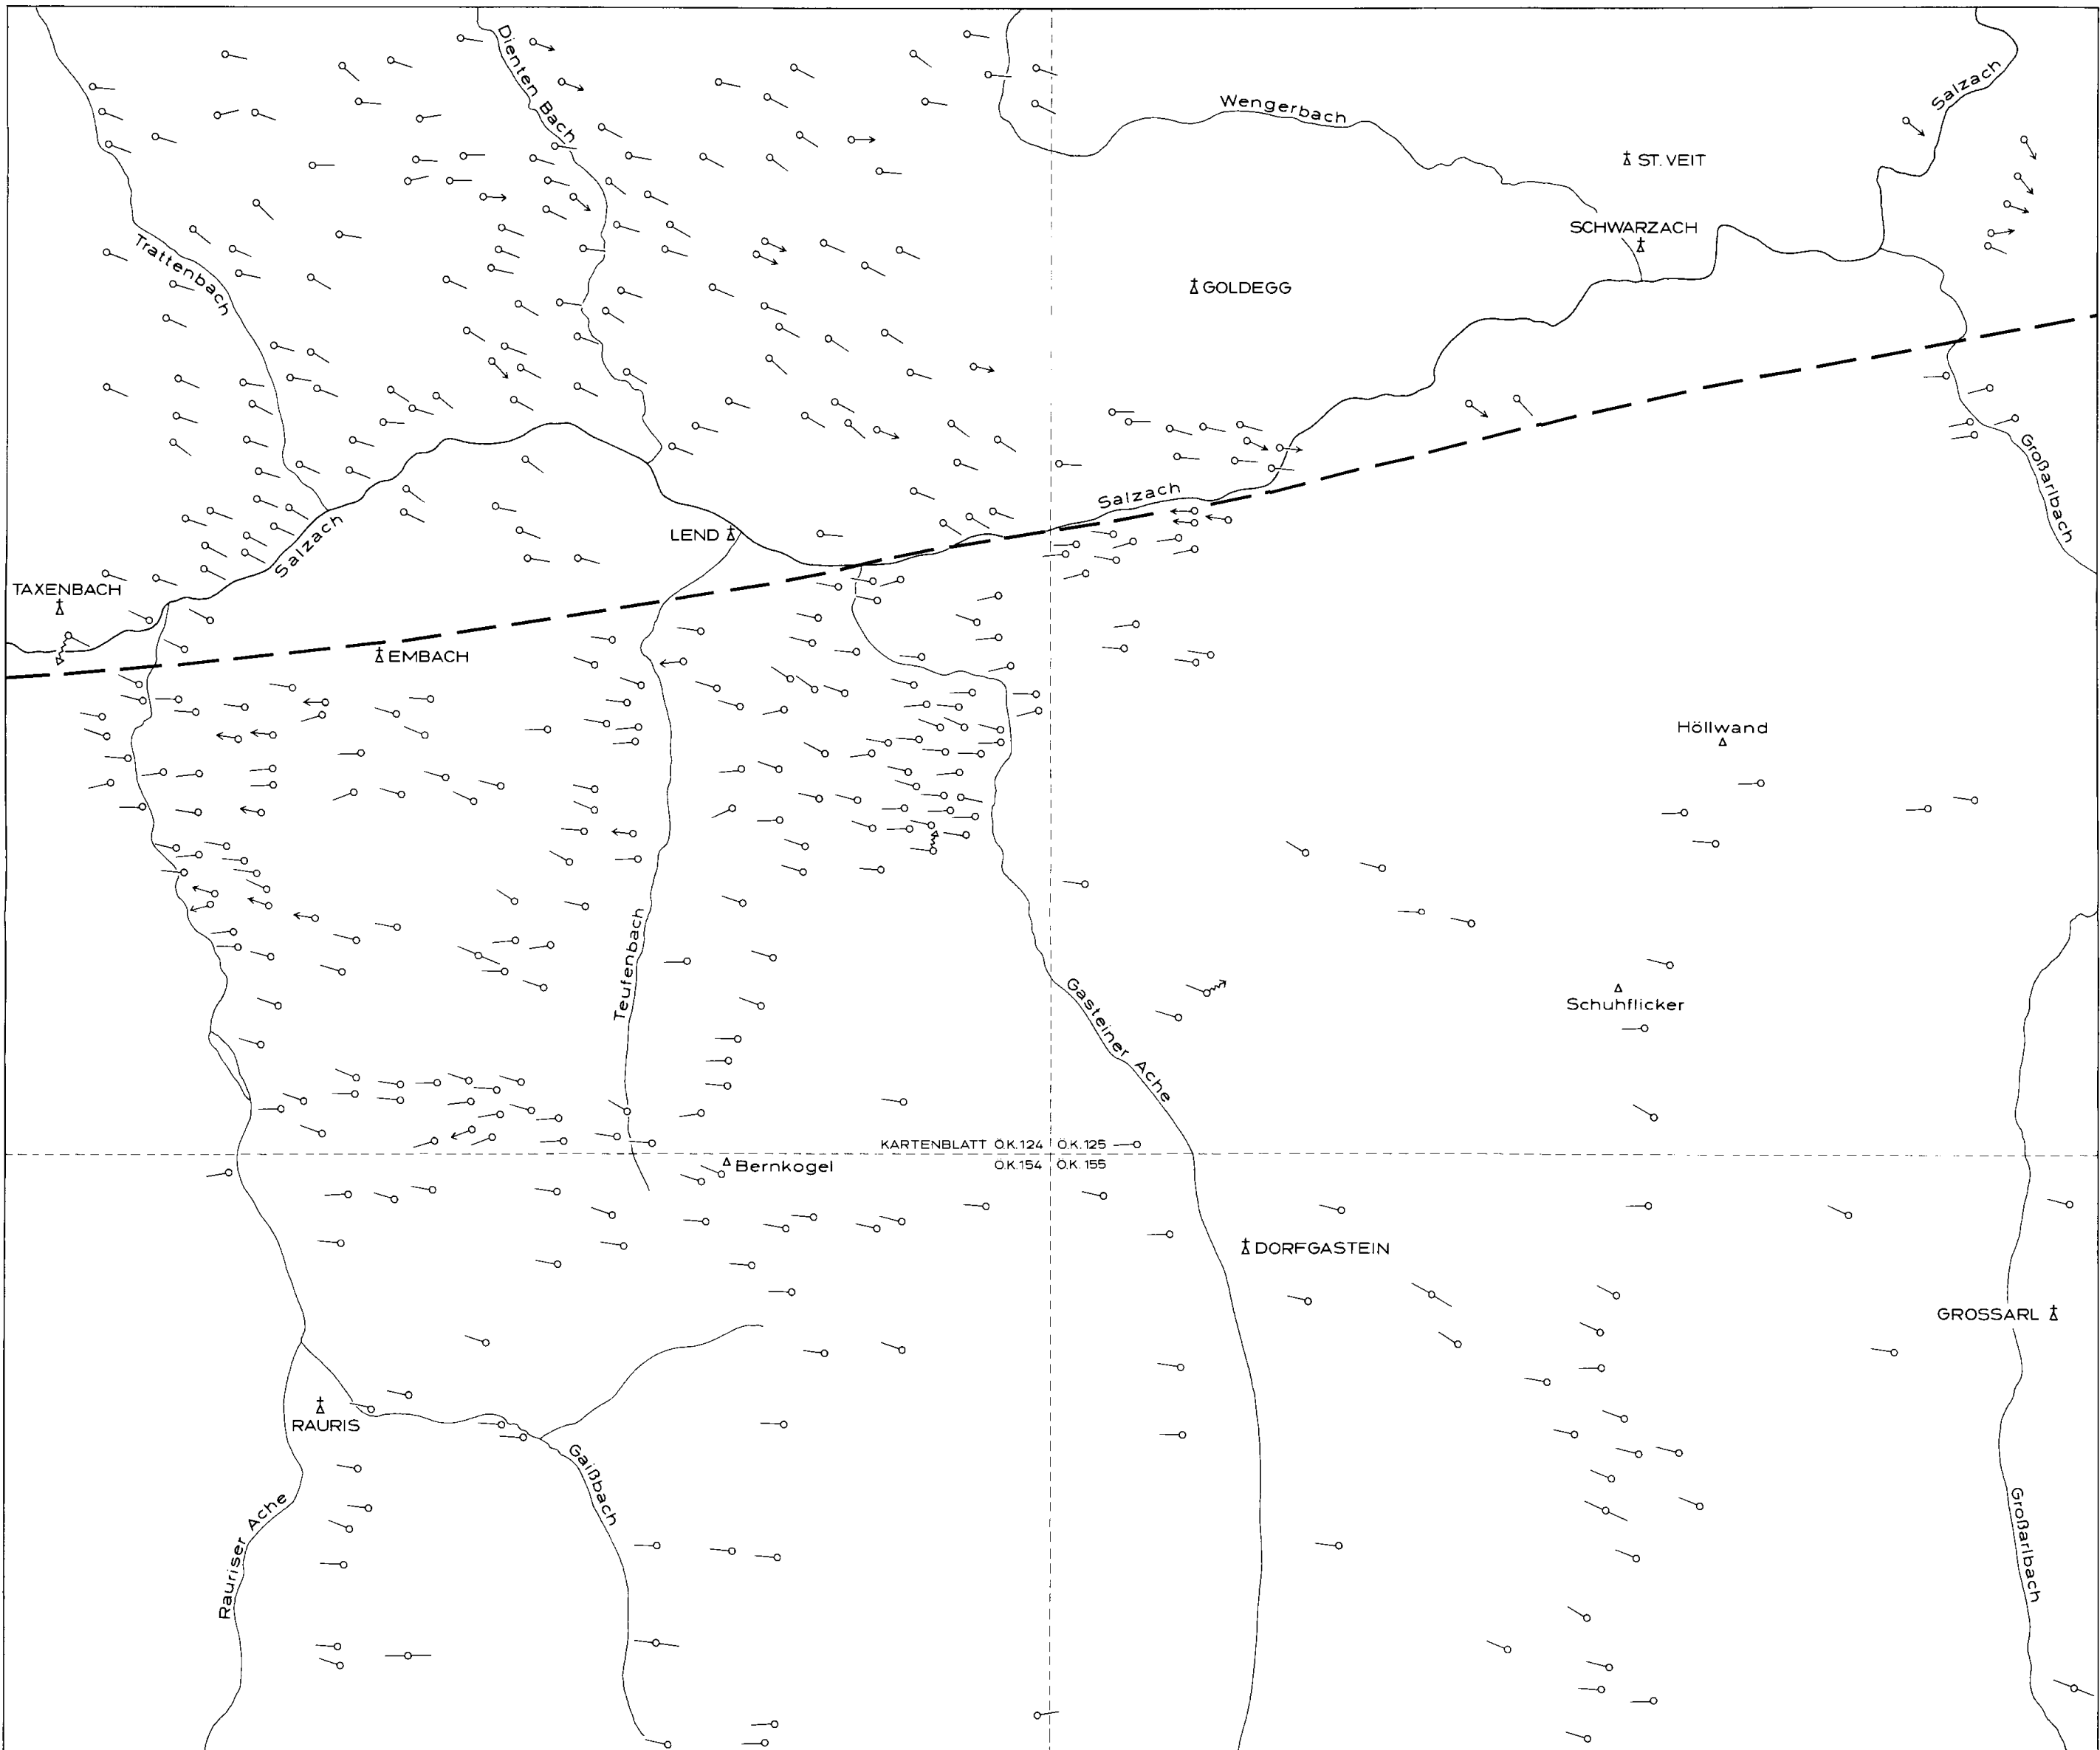 Dienten Bach
Salzach
Wengerbach
ST. VEIT
SCHWARZACH
Trattenbach
GOLDEGG
Großarlbach
Salzach
LEND
Salzach
TAXENBACH
EMBACH
Höllwand
Teufenbach
Gasteiner Ache
Schuhflicker
KARTENBLATT Ö.K.124 Ö.K.125
Ö.K.154 Ö.K.155
Bernkogel
DORFGASTEIN
GROSSARL
RAURIS
Gaißbach
Rauriser Ache
Großarlbach